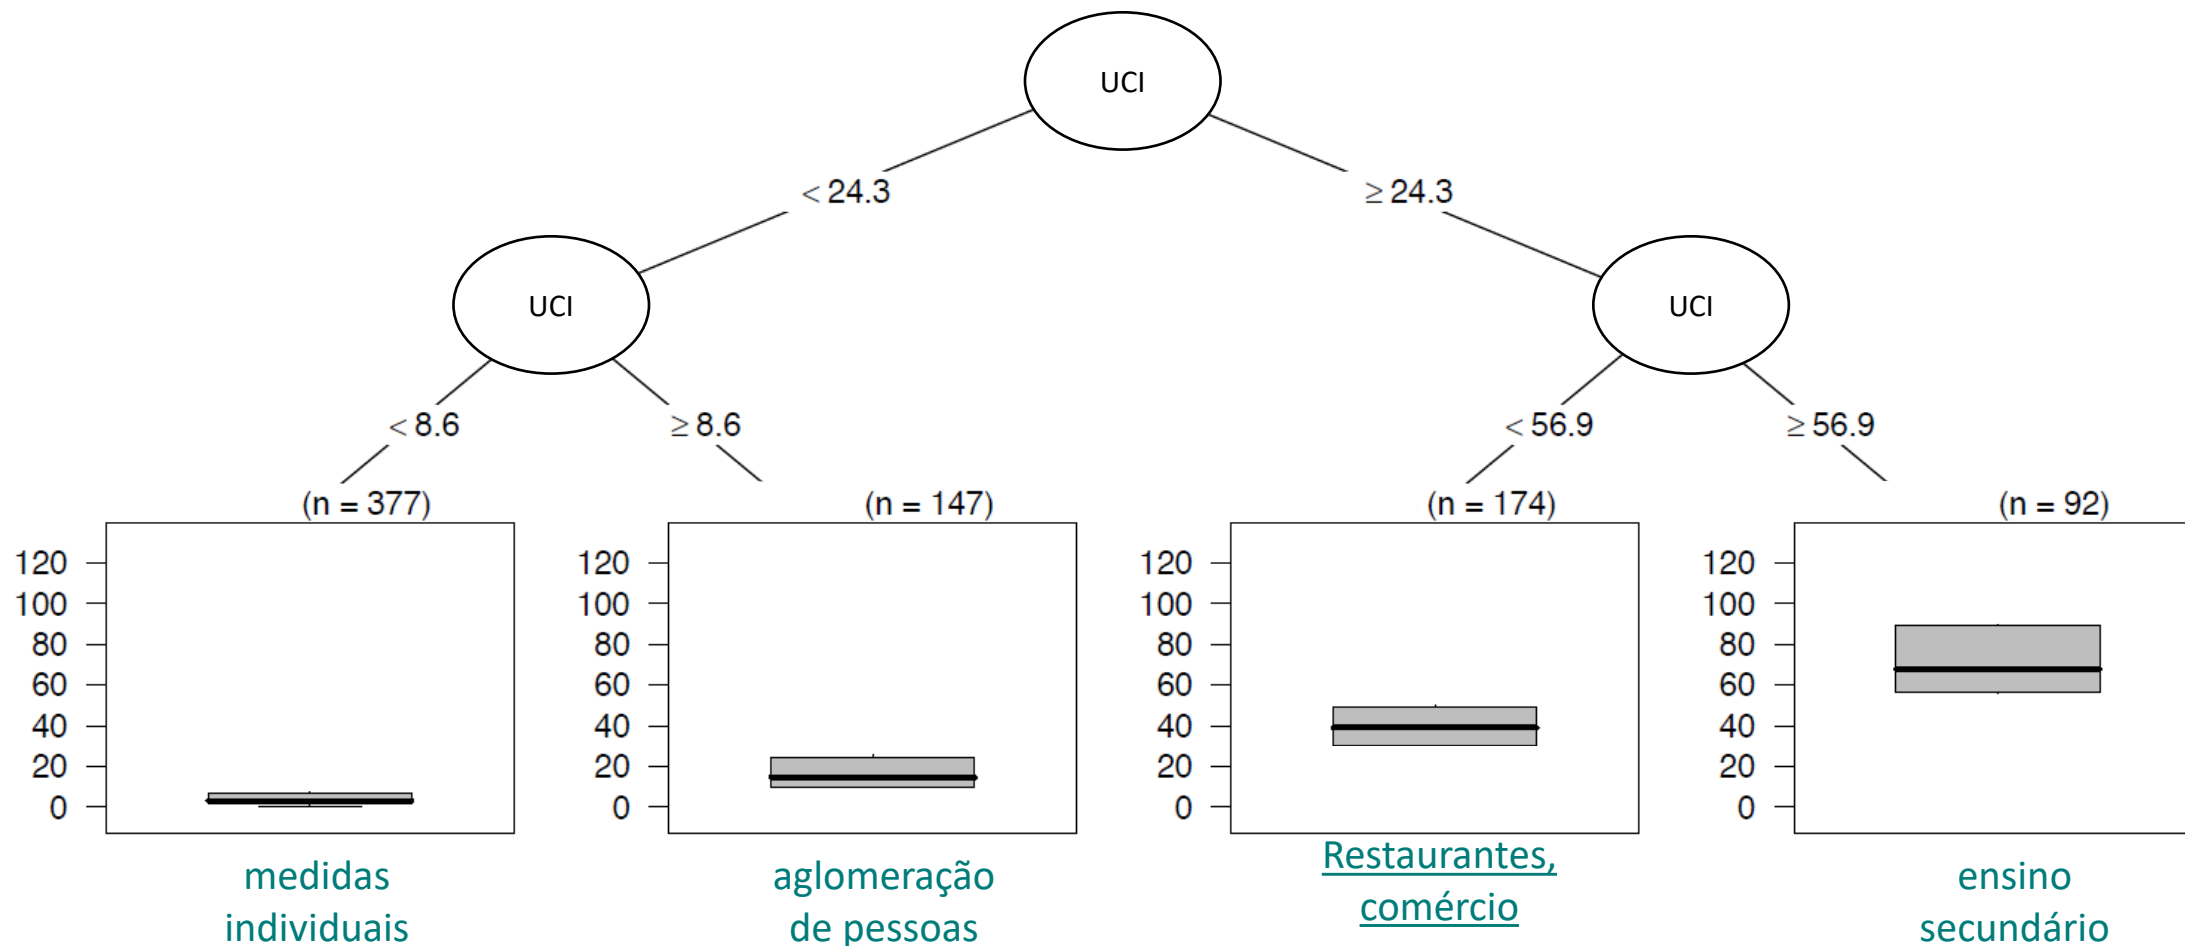 UCI
< 24.3
≥ 24.3
UCI
UCI
< 8.6
≥ 8.6
< 56.9
≥ 56.9
(n = 377)
(n = 147)
(n = 174)
(n = 92)
120
100
80
60
40
20
0
120
100
80
60
40
20
0
120
100
80
60
40
20
0
120
100
80
60
40
20
0
medidas
individuais
aglomeração
de pessoas
Restaurantes,
comércio
ensino
secundário